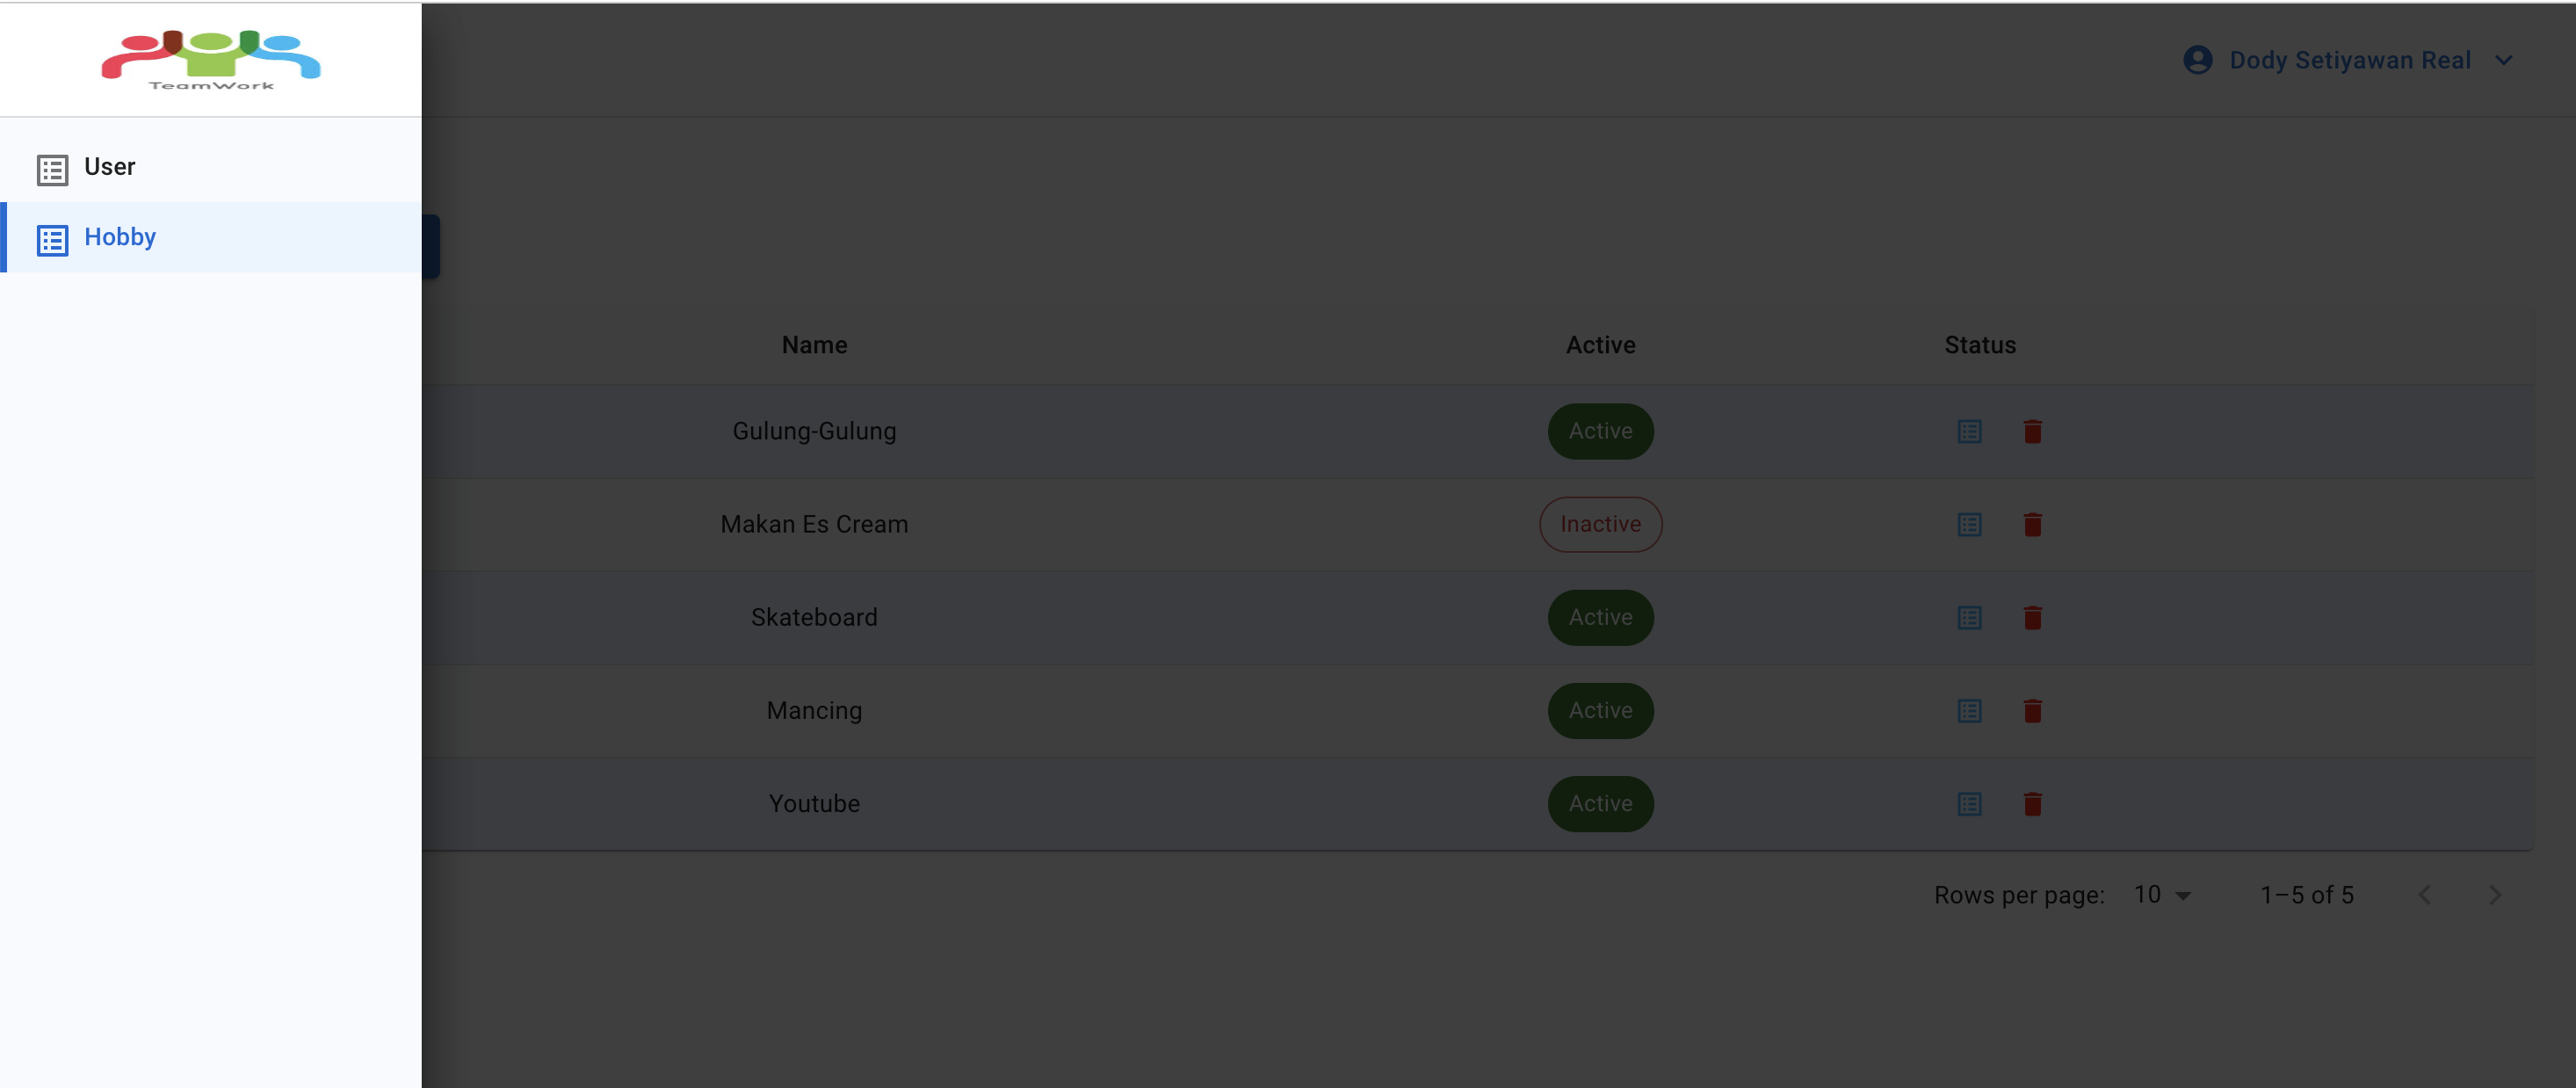 TeamWork
Dody Setiyawan Real
User
Hobby
Name Active Status
Gulung-Gulung Active
Makan Es Cream Inactive
Skateboard Active
Mancing Active
Youtube Active
Rows per page: 10 1–5 of 5